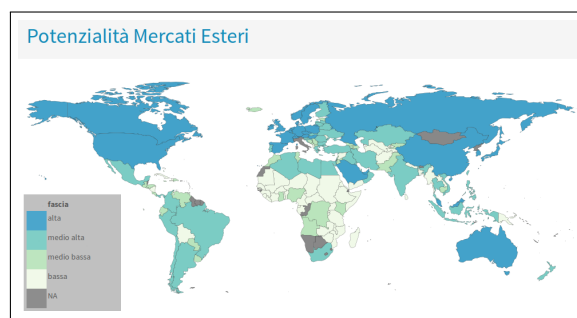 Potenzialità Mercati Esteri
fascia
alta
medio alta
medio bassa
bassa
NA